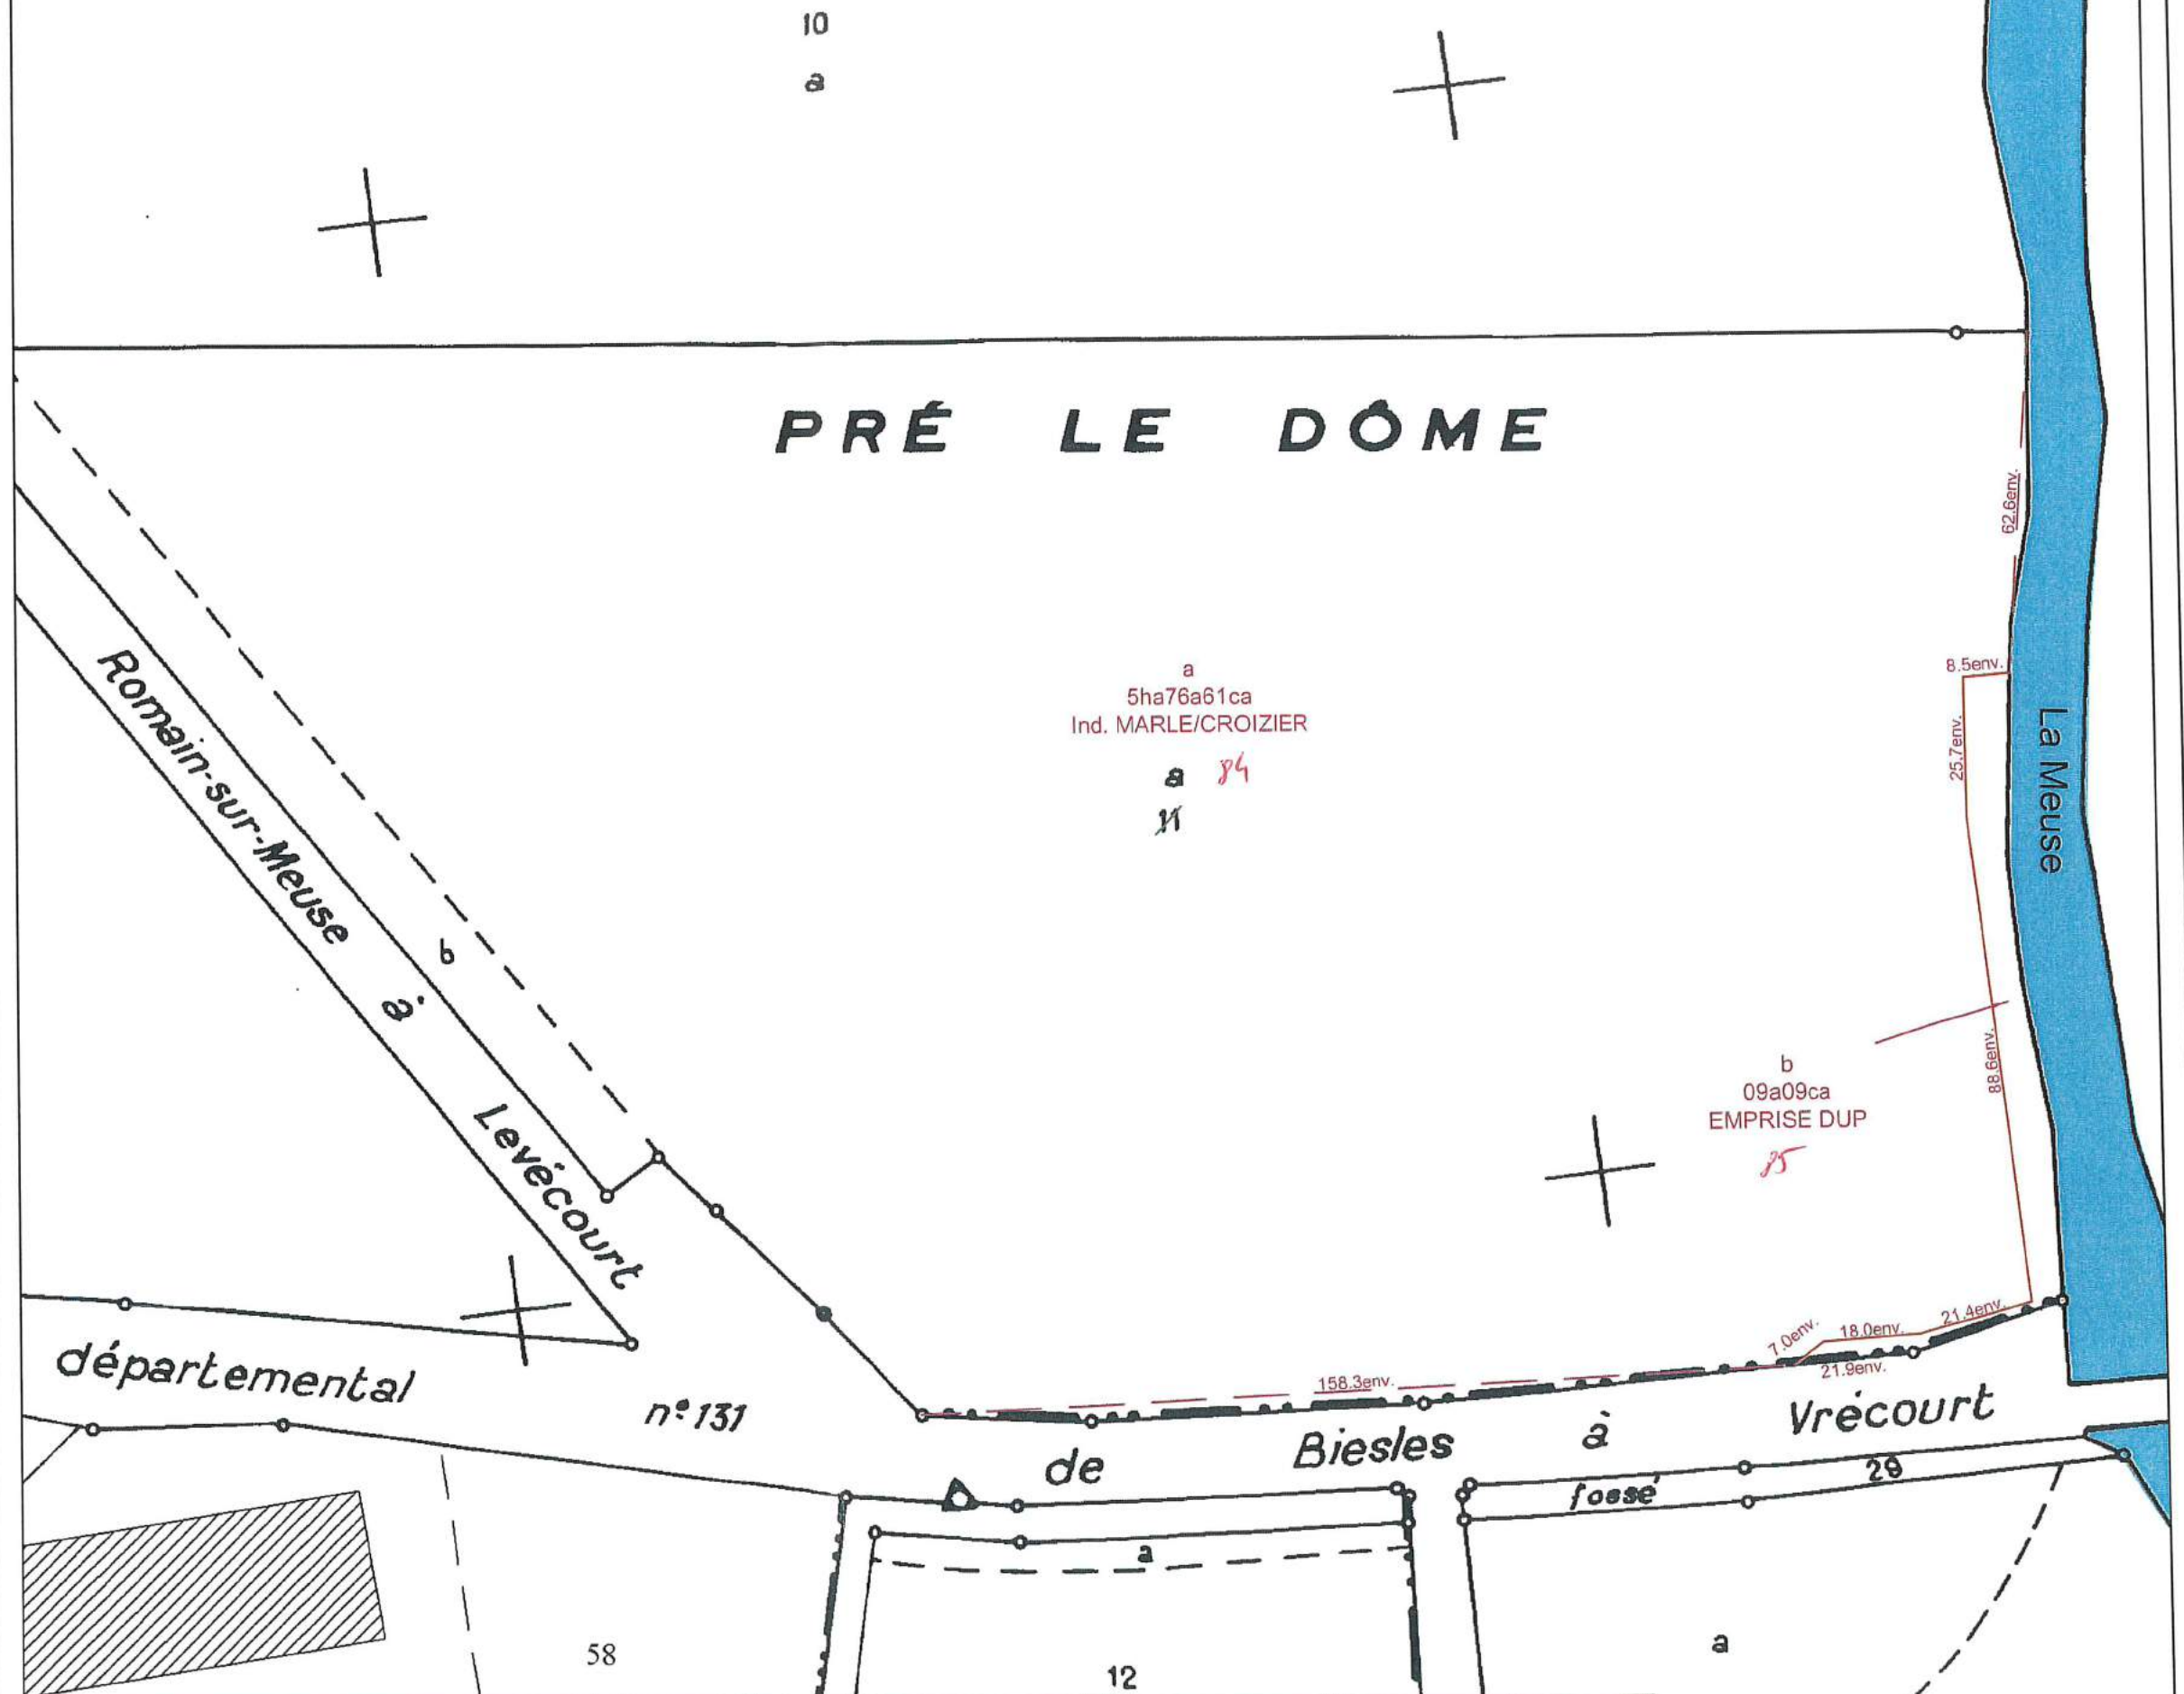 10
a
PRÉ LE DÔME
62.6env.
8.5env.
25.7env.
La Meuse
a
5ha76a61ca
Ind. MARLE/CROIZIER
a 84
11
Romain-sur-Meuse à Levécourt
b
88.6env.
b
09a09ca
EMPRISE DUP
85
7.0env.
18.0env.
21.4env.
21.9env.
158.3env.
départemental n° 131 de Biesles à Vrécourt
fossé
29
a
a
58
12